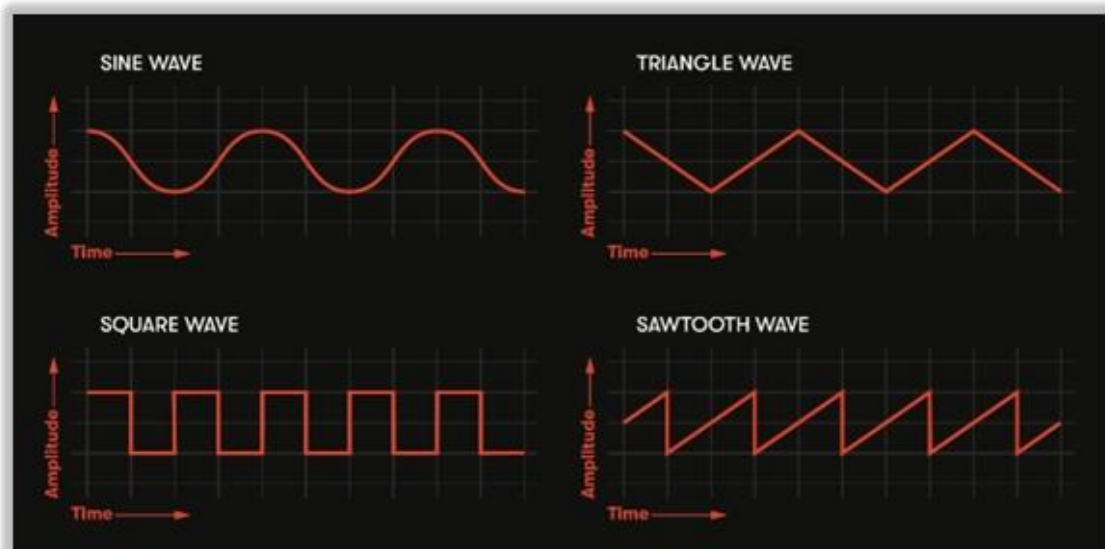 SINE WAVE
TRIANGLE WAVE
Amplitude
Time
Amplitude
Time
SQUARE WAVE
SAWTOOTH WAVE
Amplitude
Time
Amplitude
Time